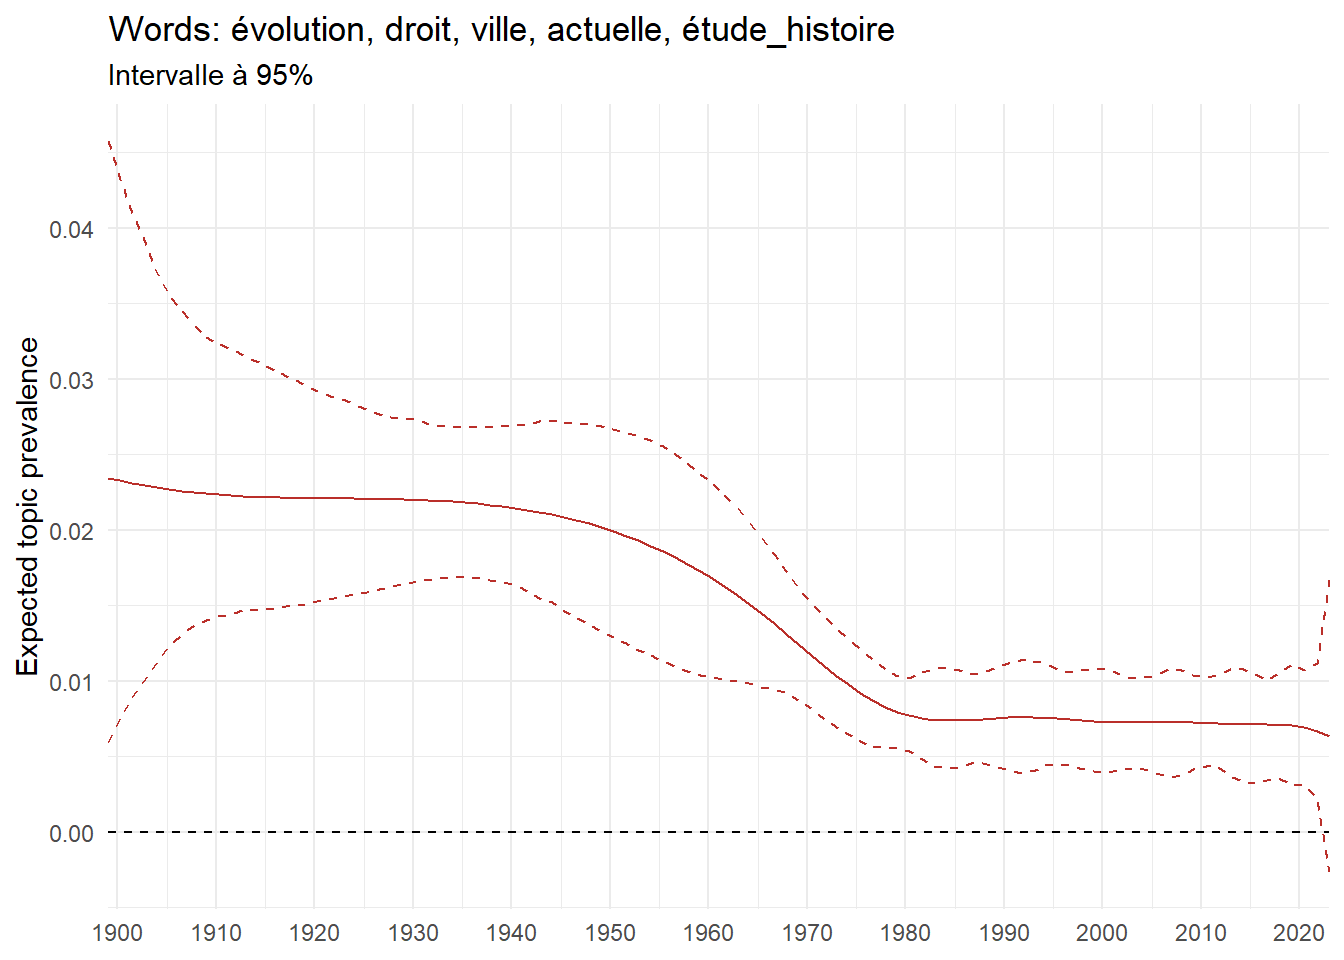 Words: évolution, droit, ville, actuelle, étude_histoire
Intervalle à 95%
Expected topic prevalence
0.04
0.03
0.02
0.01
0.00
1900 1910 1920 1930 1940 1950 1960 1970 1980 1990 2000 2010 2020